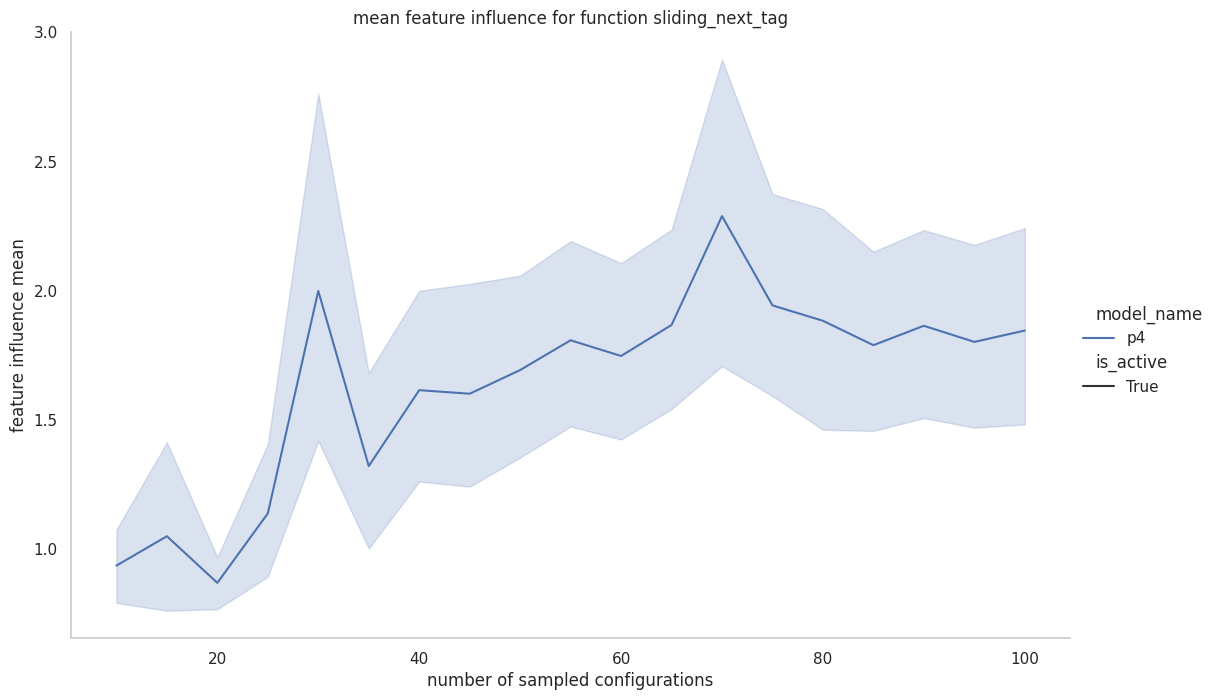 mean feature influence for function sliding_next_tag
3.0
2.5
2.0
1.5
1.0
feature influence mean
20 40 60 80 100
number of sampled configurations
model_name
p4
is_active
True